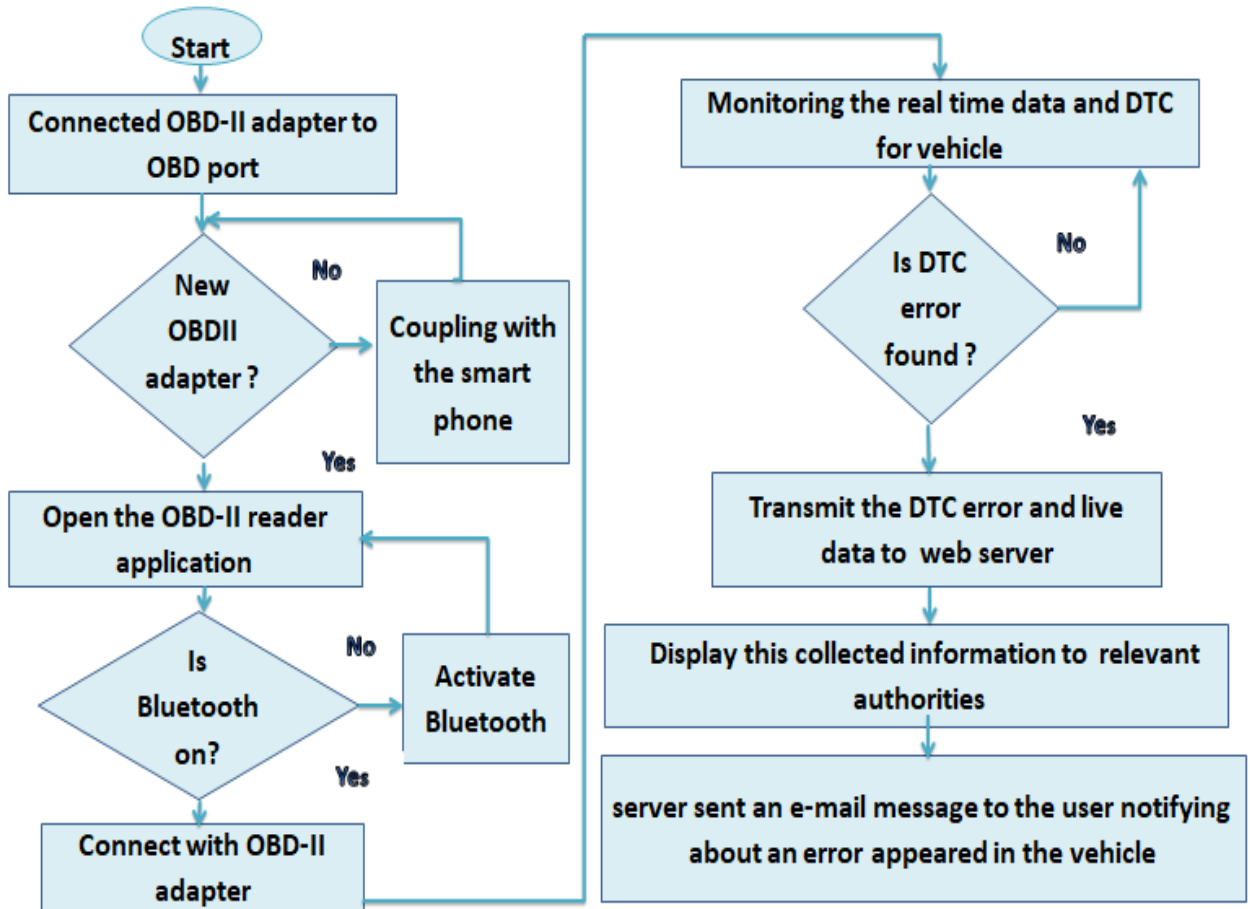 Start
Connected OBD-II adapter to
OBD port
New
OBDII
adapter ?
No
Coupling with
the smart
phone
Yes
Open the OBD-II reader
application
Is
Bluetooth
on?
No
Activate
Bluetooth
Yes
Connect with OBD-II
adapter
Monitoring the real time data and DTC
for vehicle
Is DTC
error
found ?
No
Yes
Transmit the DTC error and live
data to web server
Display this collected information to relevant
authorities
server sent an e-mail message to the user notifying
about an error appeared in the vehicle